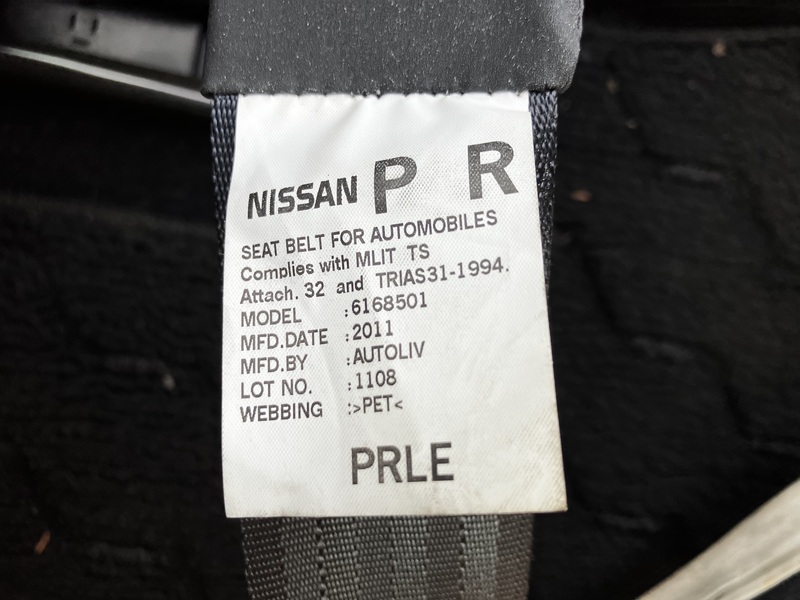 NISSAN P R
SEAT BELT FOR AUTOMOBILES
Complies with MLIT TS
Attach. 32 and TRIAS31-1994.
MODEL :6168501
MFD.DATE :2011
MFD.BY :AUTOLIV
LOT NO. :1108
WEBBING :>PET<
PRLE